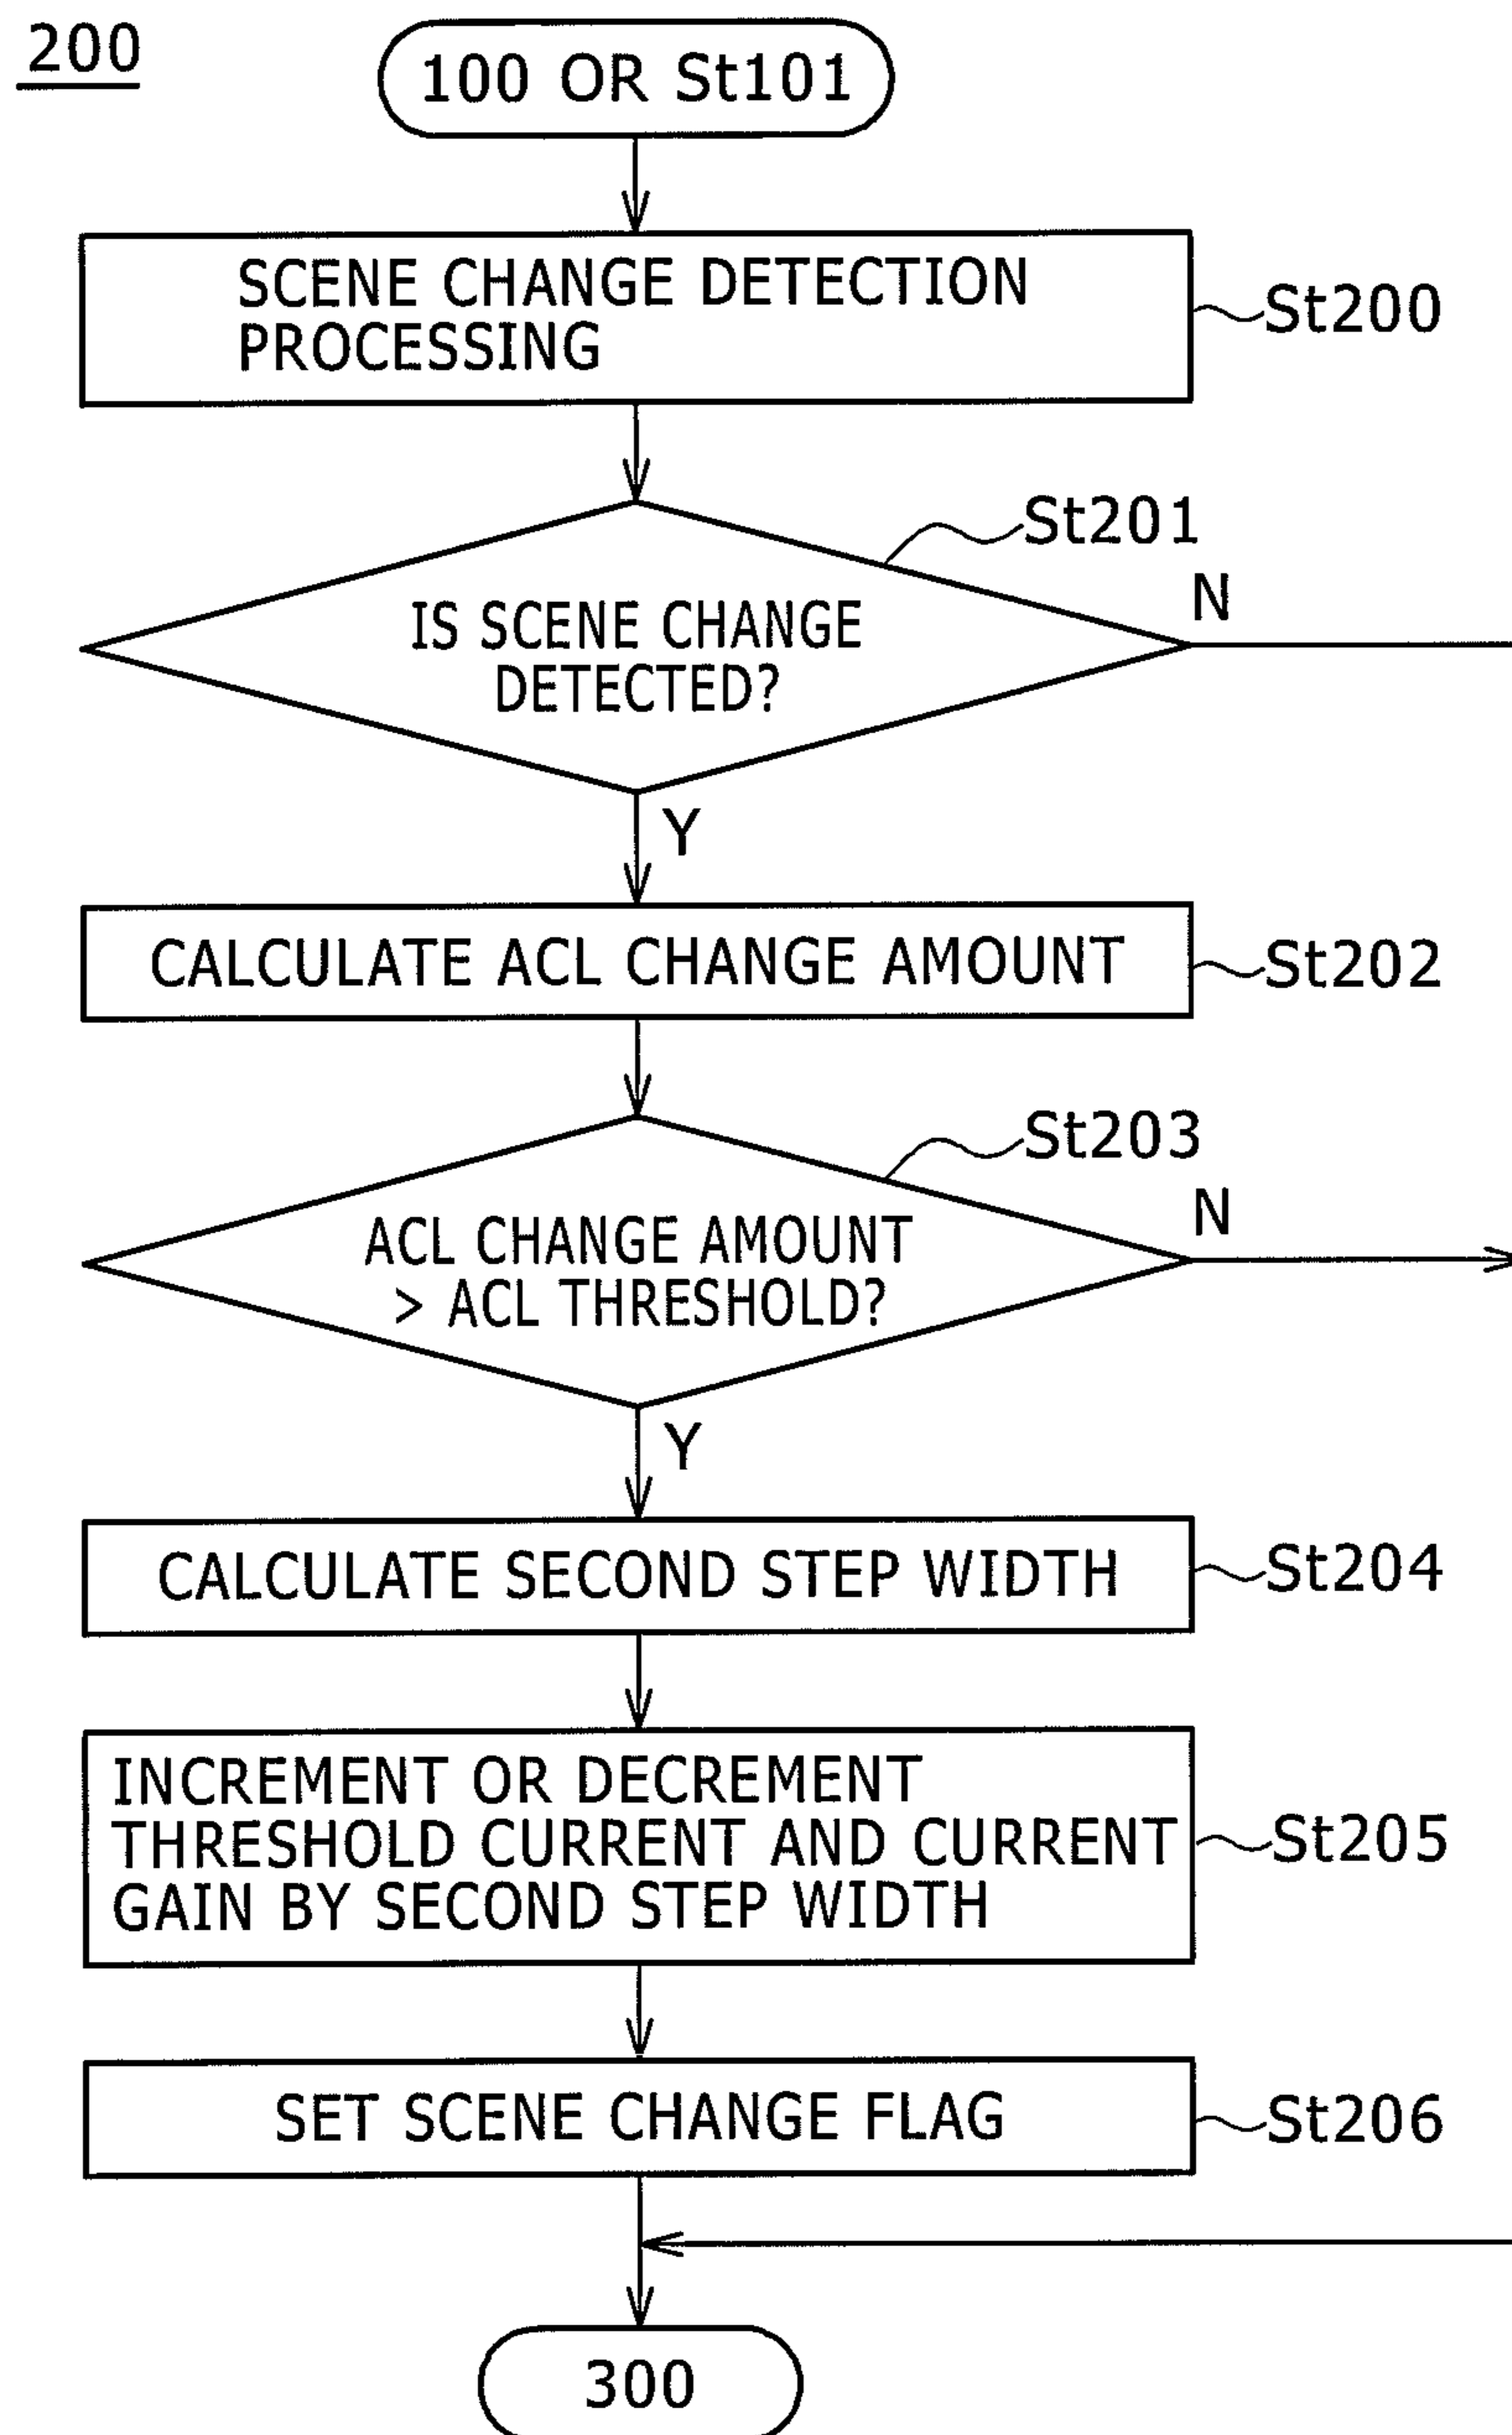 200
100 OR St101
SCENE CHANGE DETECTION
PROCESSING
St200
St201
IS SCENE CHANGE
DETECTED?
N
Y
CALCULATE ACL CHANGE AMOUNT
St202
St203
ACL CHANGE AMOUNT
> ACL THRESHOLD?
N
Y
CALCULATE SECOND STEP WIDTH
St204
INCREMENT OR DECREMENT
THRESHOLD CURRENT AND CURRENT
GAIN BY SECOND STEP WIDTH
St205
SET SCENE CHANGE FLAG
St206
300